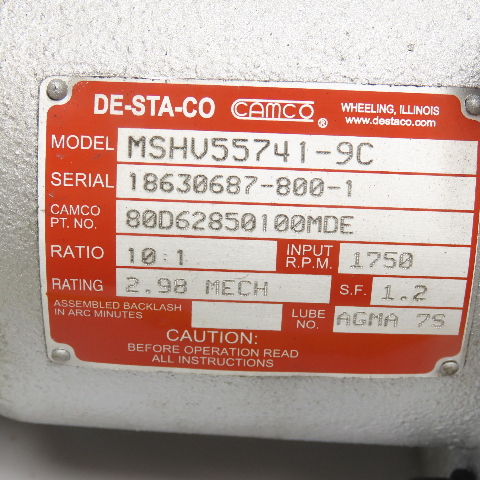 DE-STA-CO CAMCO ® WHEELING, ILLINOIS
www.destaco.com
MODEL MSHV55741-9C
SERIAL 18630687-800-1
CAMCO PT. NO. 80D62850100MDE
RATIO 10:1 INPUT R.P.M. 1750
RATING 2.98 MECH S.F. 1.2
ASSEMBLED BACKLASH
IN ARC MINUTES LUBE NO. AGMA 7S
CAUTION:
BEFORE OPERATION READ
ALL INSTRUCTIONS